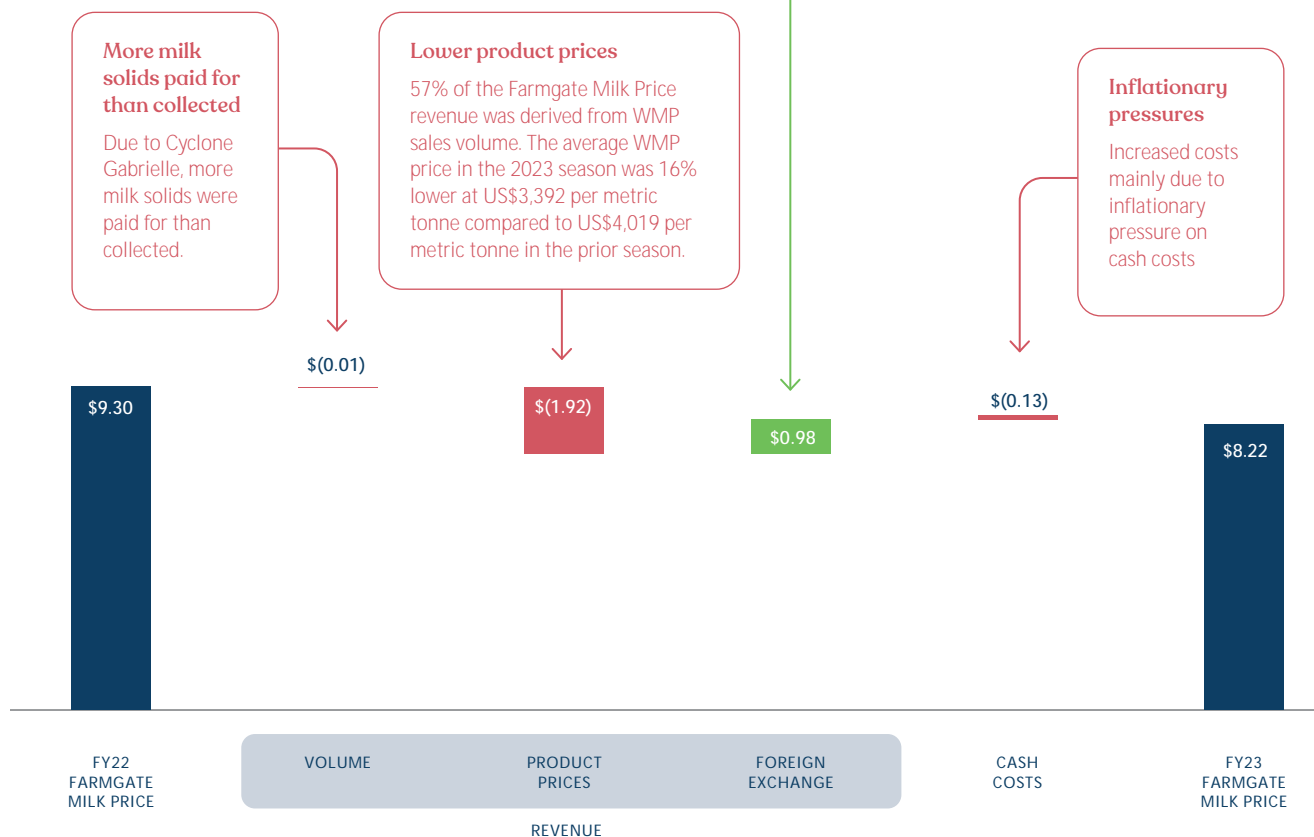 More milk
solids paid for
than collected
Due to Cyclone
Gabrielle, more
milk solids were
paid for than
collected.
Lower product prices
57% of the Farmgate Milk Price
revenue was derived from WMP
sales volume. The average WMP
price in the 2023 season was 16%
lower at US$3,392 per metric
tonne compared to US$4,019 per
metric tonne in the prior season.
Inflationary
pressures
Increased costs
mainly due to
inflationary
pressure on
cash costs
$9.30
$(0.01)
$(1.92)
$0.98
$(0.13)
$8.22
FY22
FARMGATE
MILK PRICE
VOLUME
PRODUCT
PRICES
FOREIGN
EXCHANGE
CASH
COSTS
FY23
FARMGATE
MILK PRICE
REVENUE